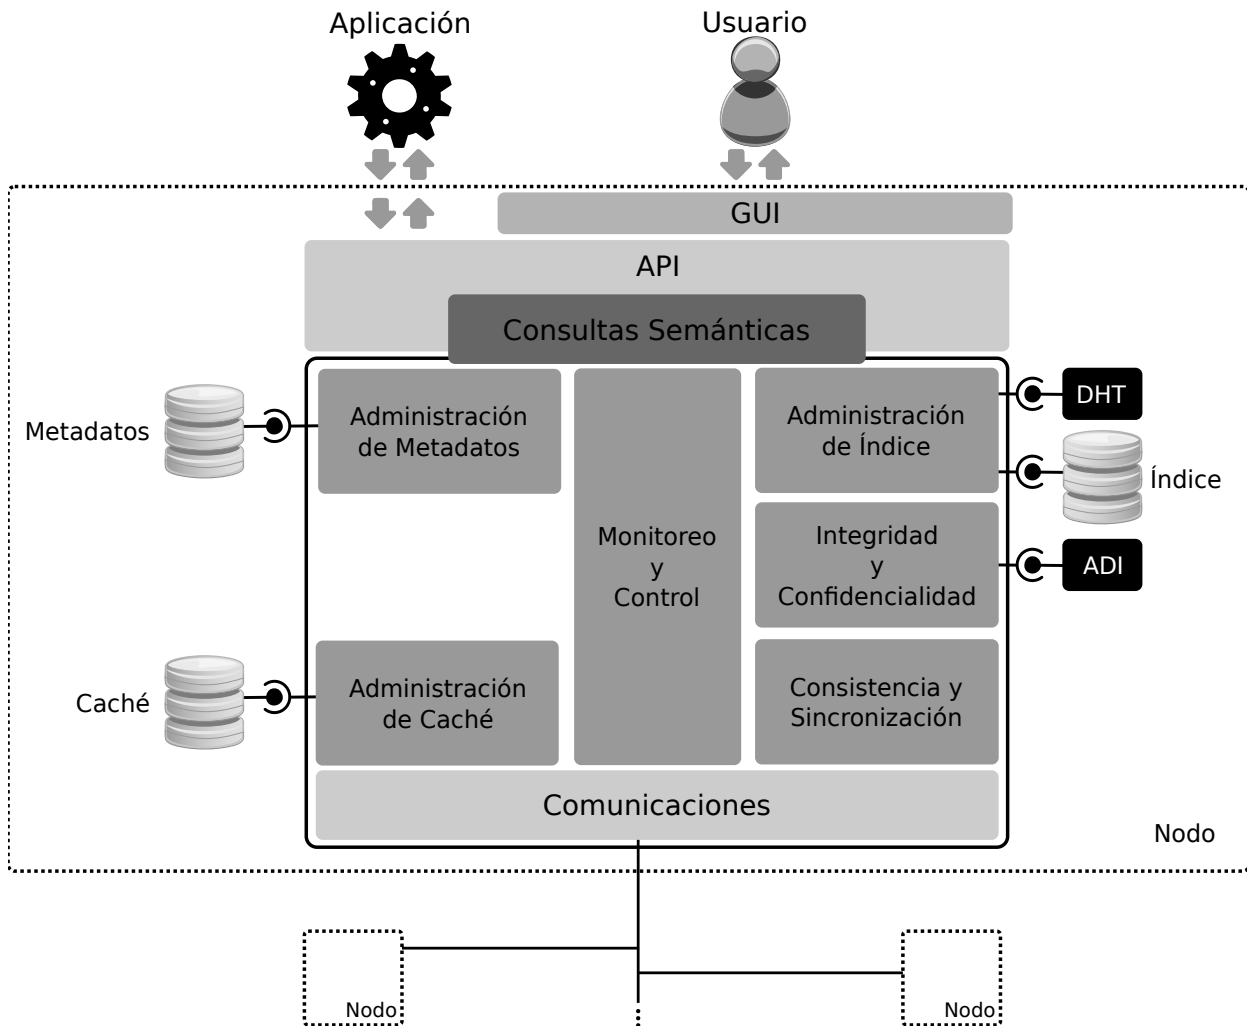 Aplicación
Usuario
GUI
API
Consultas Semánticas
Metadatos
Administración
de Metadatos
Administración
de Índice
DHT
Índice
Monitoreo
y
Control
Integridad
y
Confidencialidad
ADI
Caché
Administración
de Caché
Consistencia y
Sincronización
Comunicaciones
Nodo
Nodo
Nodo